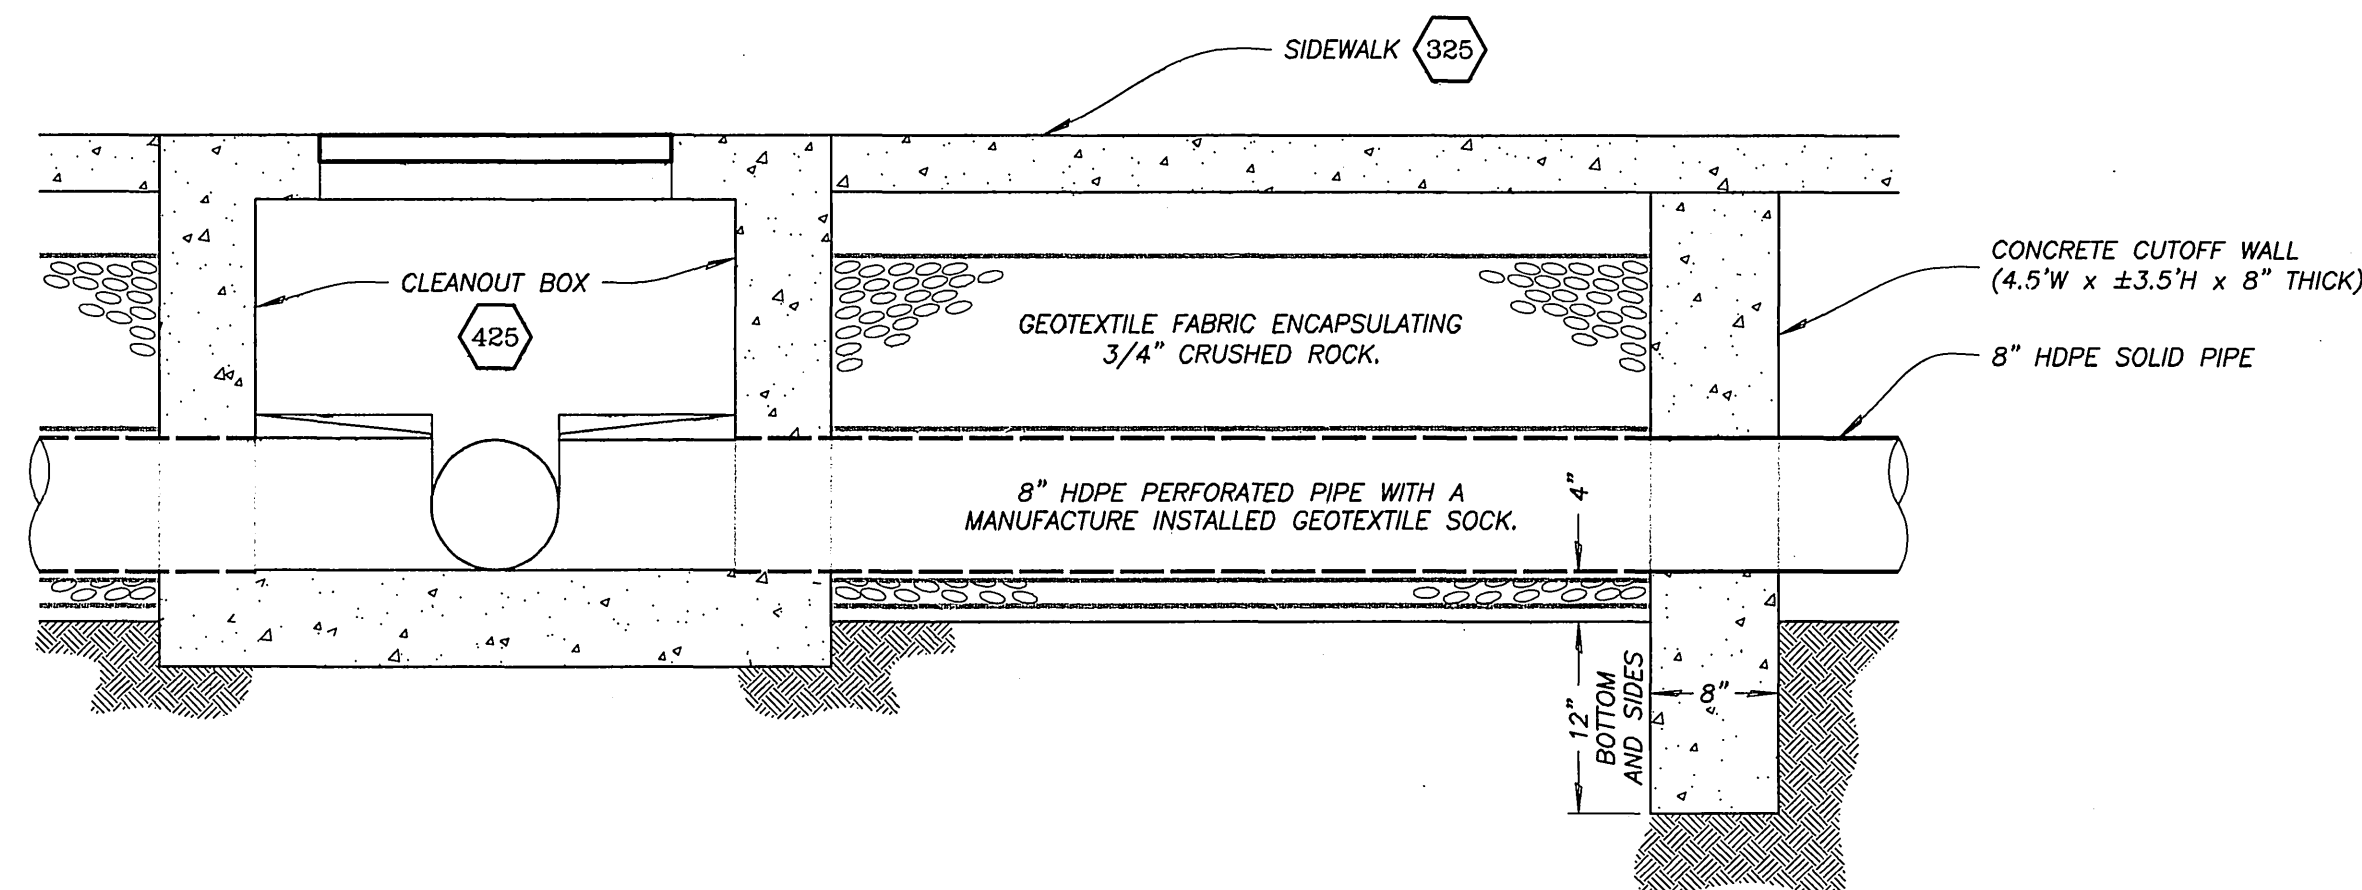 SIDEWALK 325
CONCRETE CUTOFF WALL
(4.5'W x ±3.5'H x 8" THICK)
CLEANOUT BOX
425
GEOTEXTILE FABRIC ENCAPSULATING
3/4" CRUSHED ROCK.
8" HDPE SOLID PIPE
8" HDPE PERFORATED PIPE WITH A
MANUFACTURE INSTALLED GEOTEXTILE SOCK.
4"
12"
BOTTOM
AND SIDES
8"